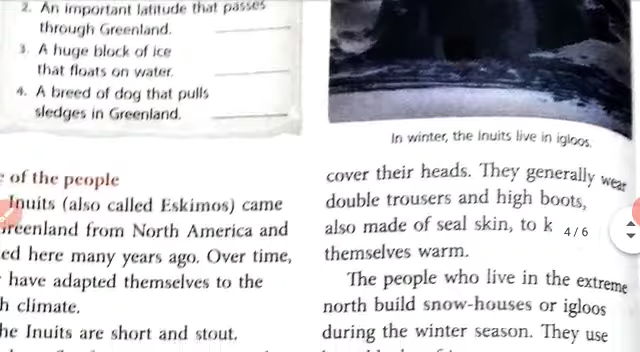 2. An important latitude that passes
through Greenland.
3. A huge block of ice
that floats on water.
4. A breed of dog that pulls
sledges in Greenland.
of the people
Inuits (also called Eskimos) came
reenland from North America and
ed here many years ago. Over time,
have adapted themselves to the
h climate.
he Inuits are short and stout.
In winter, the Inuits live in igloos.
cover their heads. They generally wear
double trousers and high boots,
also made of seal skin, to k
4/6
themselves warm.
The people who live in the extreme
north build snow-houses or igloos
during the winter season. They use